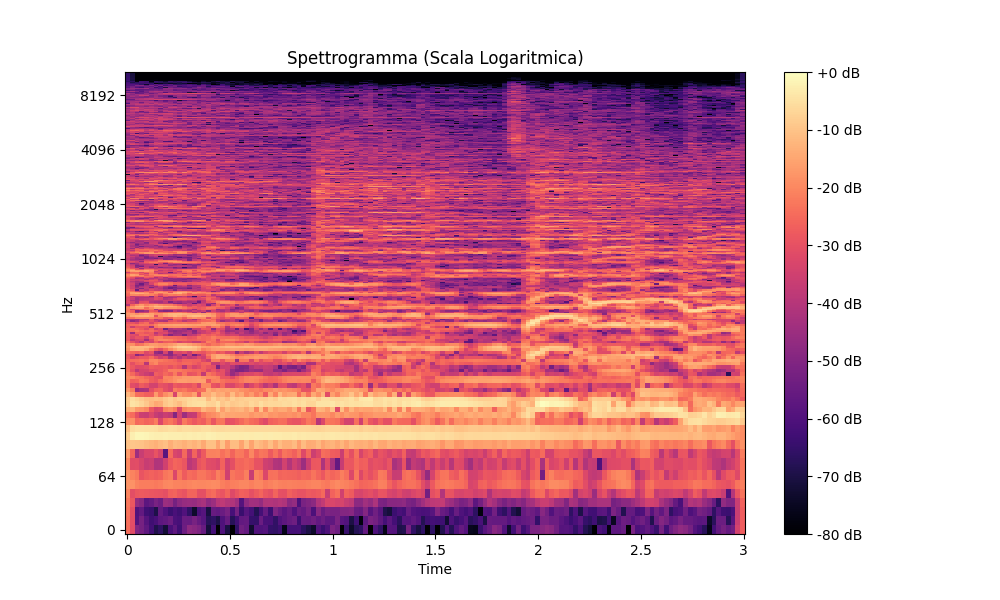 Spettrogramma (Scala Logaritmica)
Hz
8192
4096
2048
1024
512
256
128
64
0
0 0.5 1 1.5 2 2.5 3
Time
+0 dB
-10 dB
-20 dB
-30 dB
-40 dB
-50 dB
-60 dB
-70 dB
-80 dB